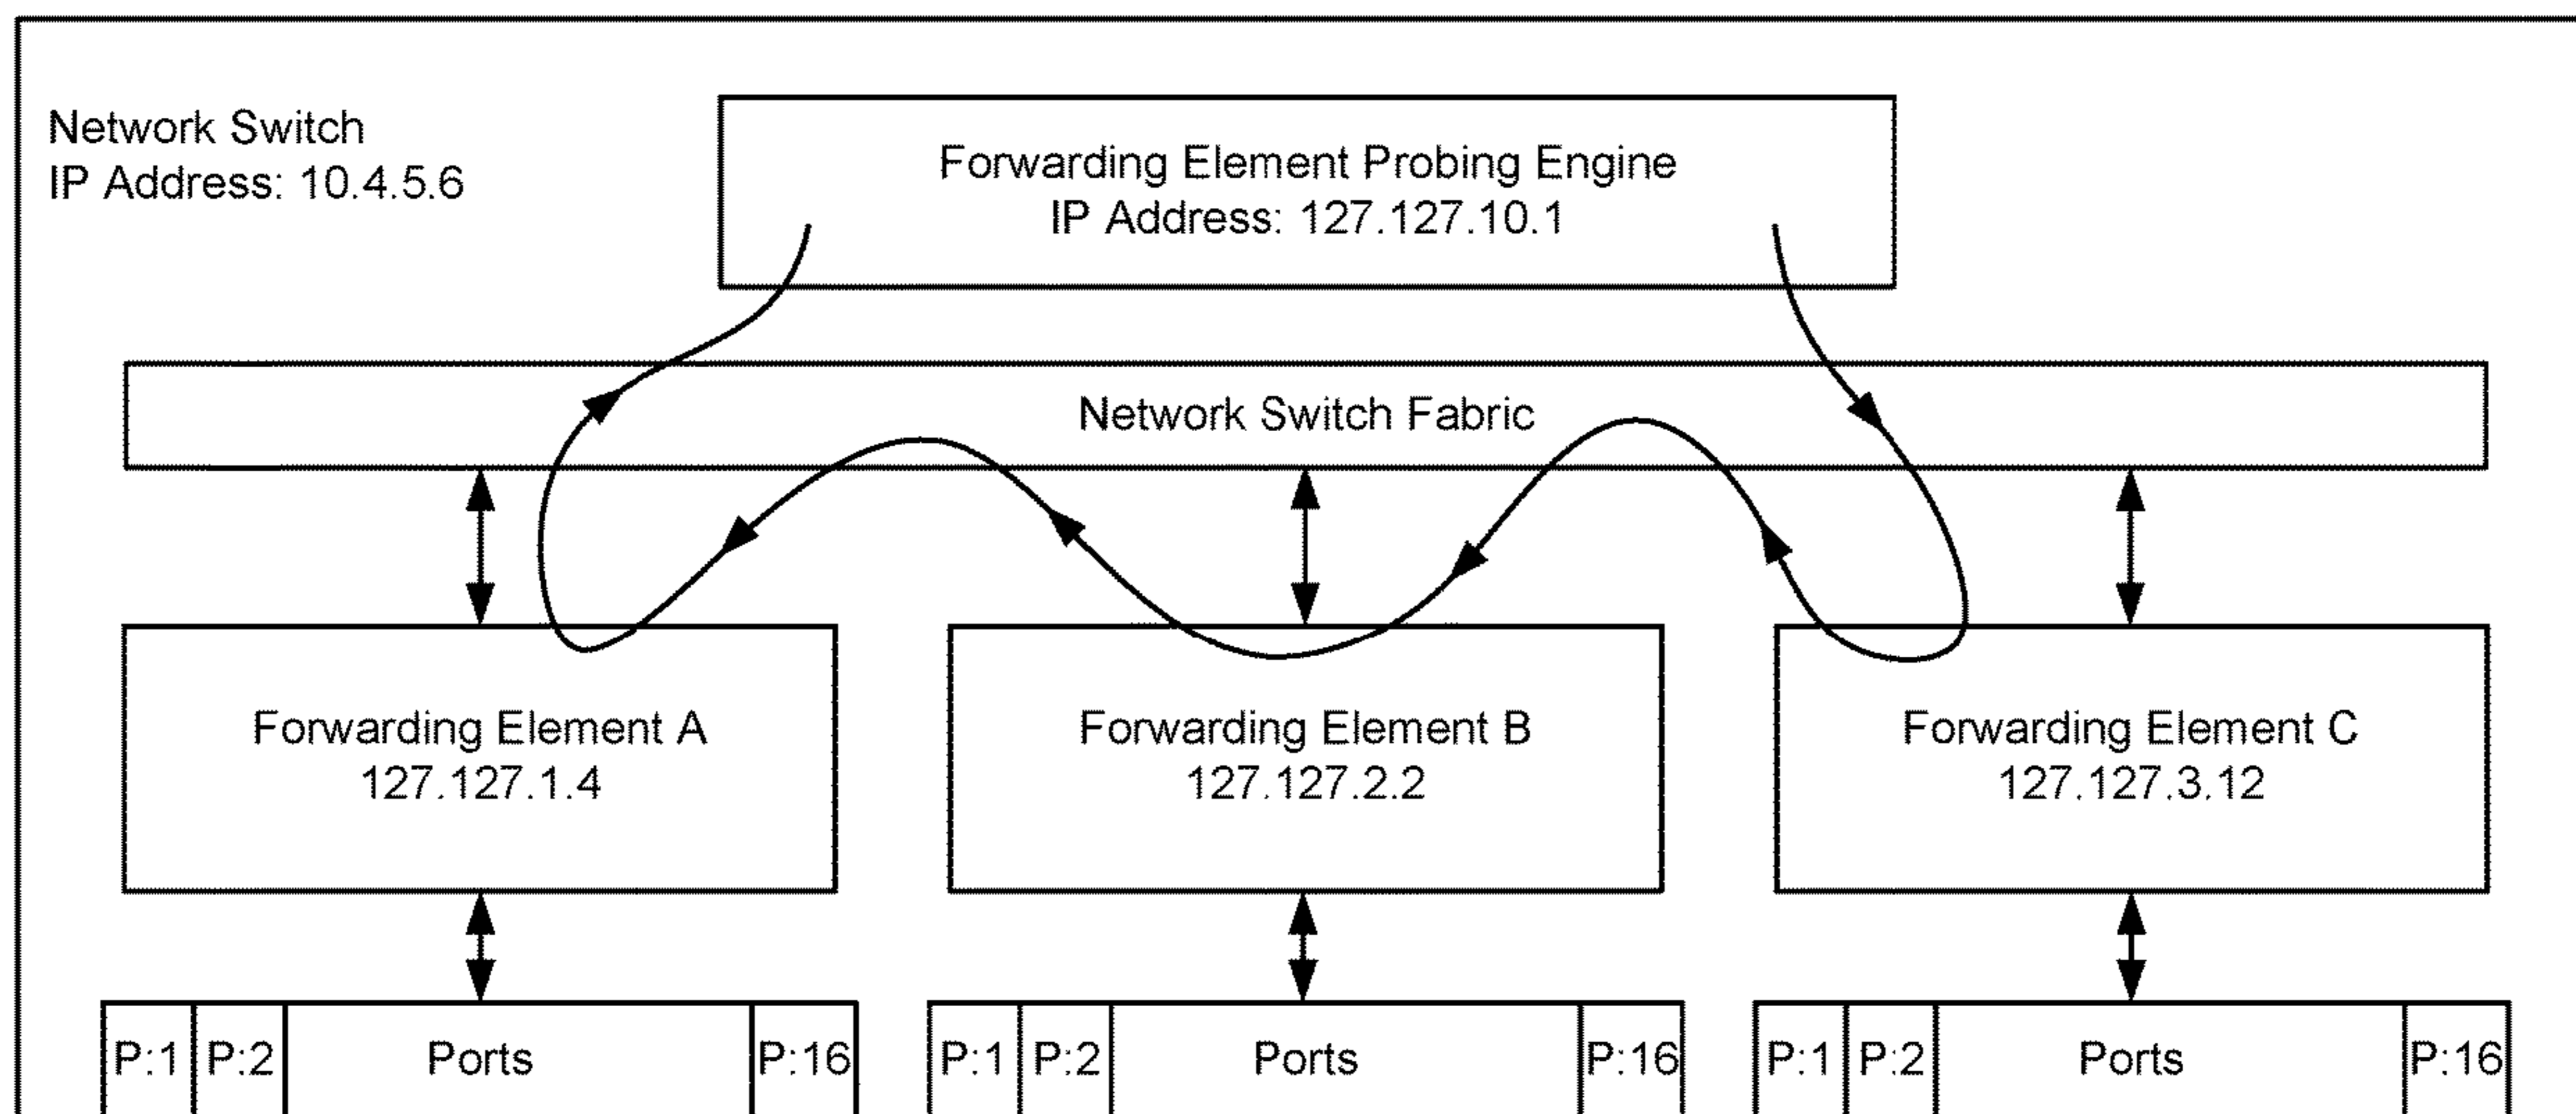 Network Switch
IP Address: 10.4.5.6
Forwarding Element Probing Engine
IP Address: 127.127.10.1
Network Switch Fabric
Forwarding Element A
127.127.1.4
Forwarding Element B
127.127.2.2
Forwarding Element C
127.127.3.12
P:1 P:2 Ports P:16
P:1 P:2 Ports P:16
P:1 P:2 Ports P:16